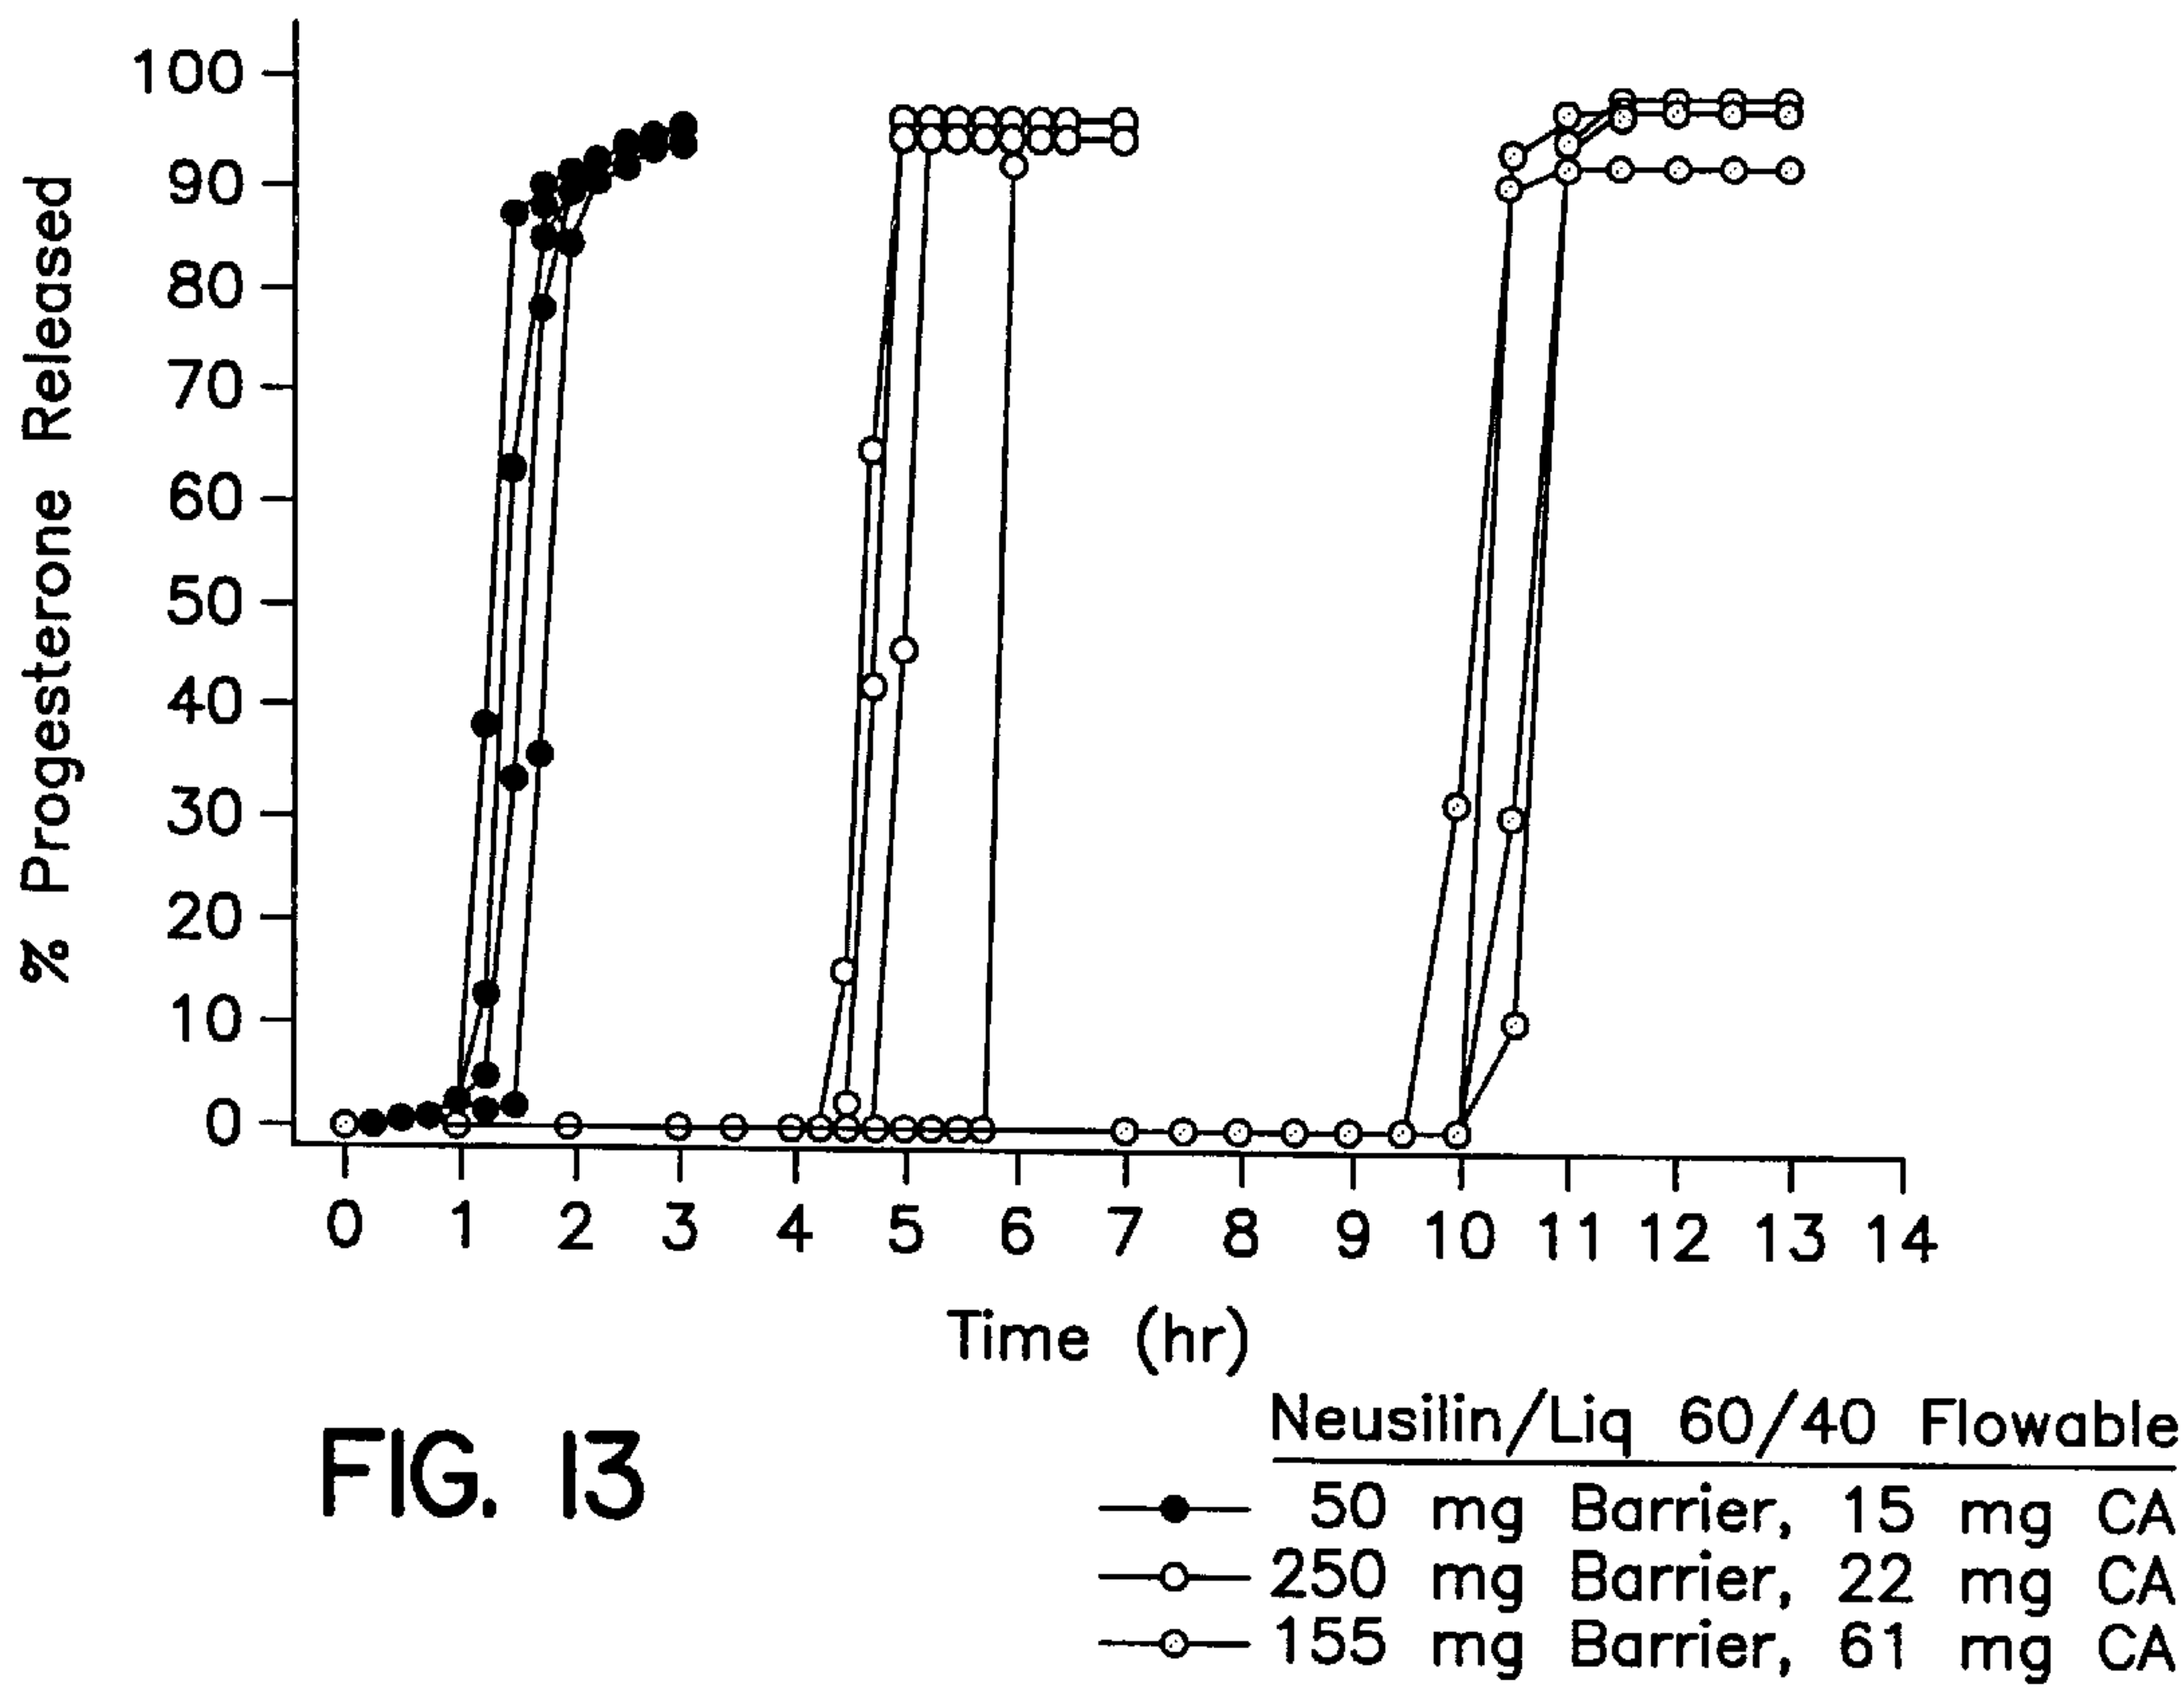 % Progesterone Released
100
90
80
70
60
50
40
30
20
10
0
0 1 2 3 4 5 6 7 8 9 10 11 12 13 14
Time (hr)
FIG. 13
Neusilin/Liq 60/40 Flowable
50 mg Barrier, 15 mg CA
250 mg Barrier, 22 mg CA
155 mg Barrier, 61 mg CA